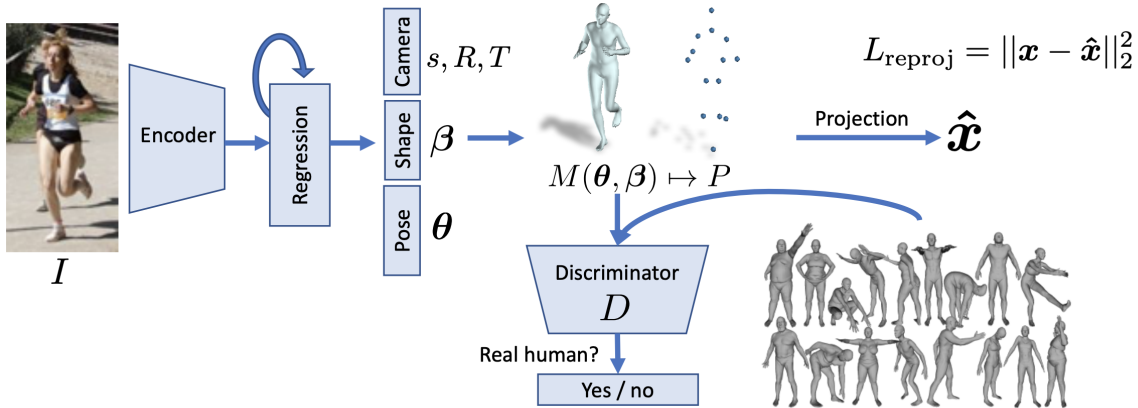 I
Encoder
Regression
Camera
s, R, T
Shape
β
Pose
θ
M(θ, β) ↦ P
Projection
x̂
L_reproj = ||x − x̂||₂²
Discriminator
D
Real human?
Yes / no